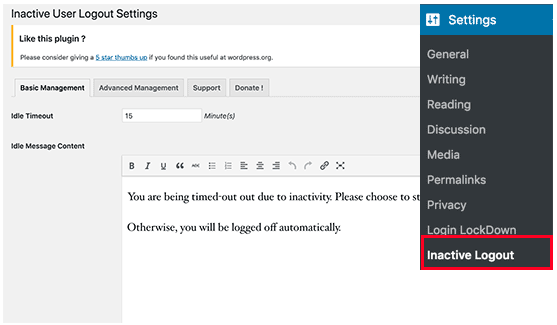 Inactive User Logout Settings
Like this plugin ?
Please consider giving a 5 star thumbs up if you found this useful at wordpress.org.
Basic Management
Advanced Management
Support
Donate !
Idle Timeout
15
Minute(s)
Idle Message Content
B I U ABC
You are being timed-out out due to inactivity. Please choose to st
Otherwise, you will be logged off automatically.
Settings
General
Writing
Reading
Discussion
Media
Permalinks
Privacy
Login LockDown
Inactive Logout